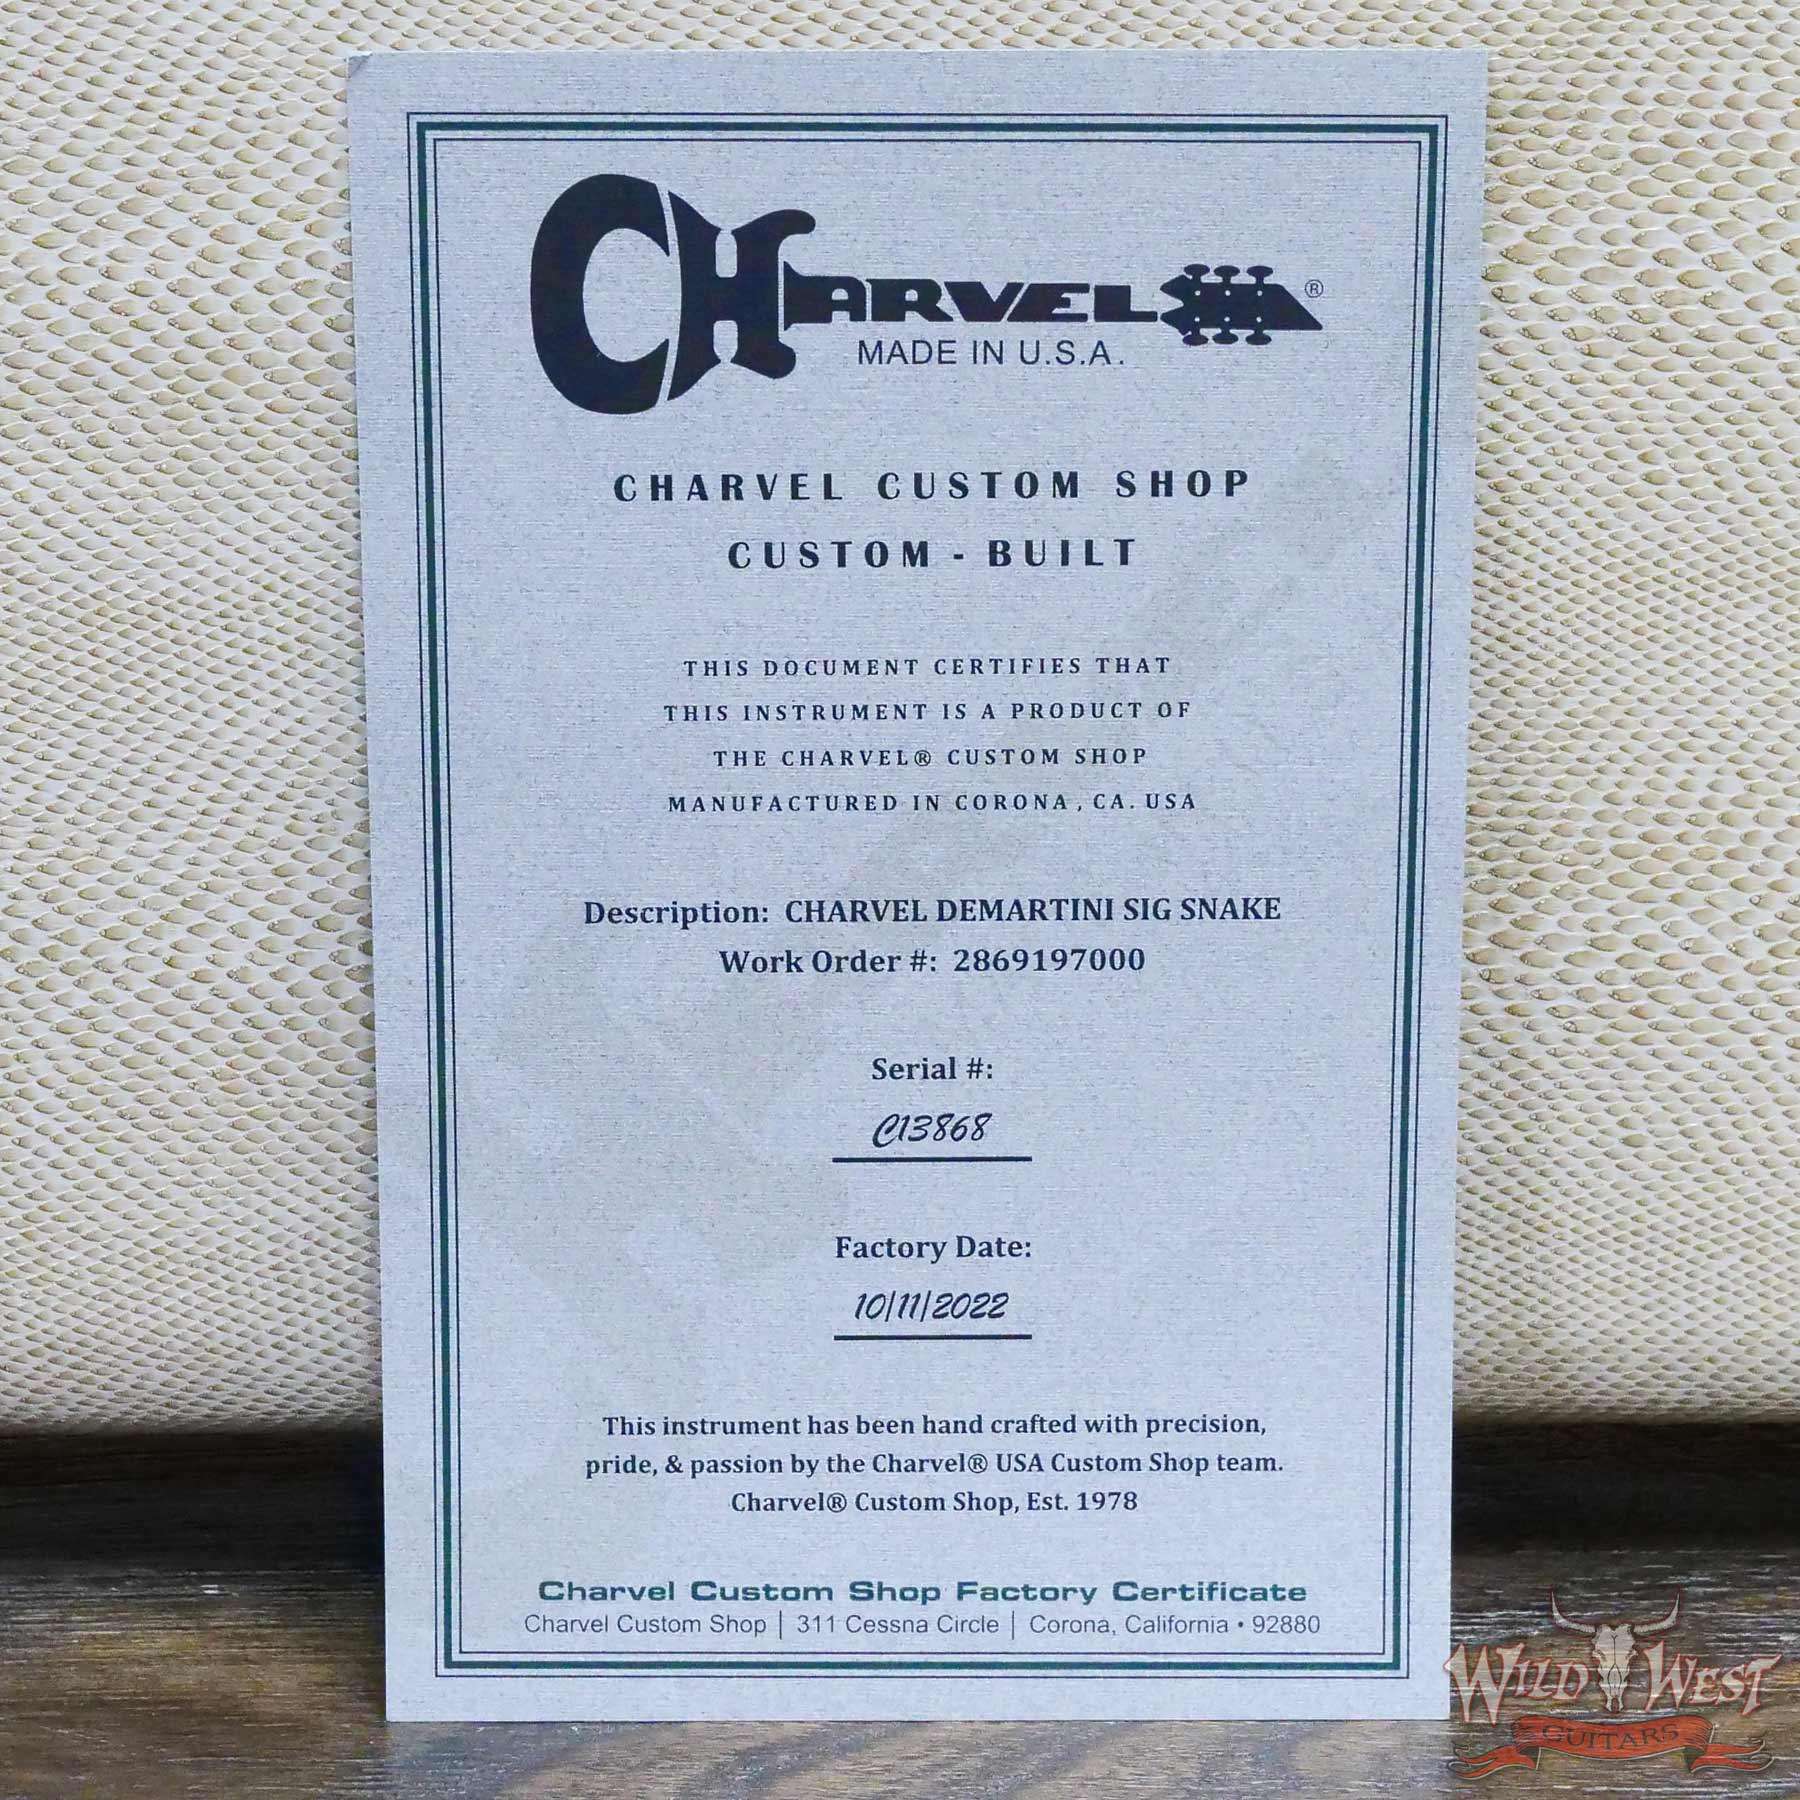 CHARVEL®
MADE IN U.S.A.
CHARVEL CUSTOM SHOP
CUSTOM - BUILT
THIS DOCUMENT CERTIFIES THAT
THIS INSTRUMENT IS A PRODUCT OF
THE CHARVEL® CUSTOM SHOP
MANUFACTURED IN CORONA, CA. USA
Description: CHARVEL DEMARTINI SIG SNAKE
Work Order #: 2869197000
Serial #:
C13868
Factory Date:
10/11/2022
This instrument has been hand crafted with precision,
pride, & passion by the Charvel® USA Custom Shop team.
Charvel® Custom Shop, Est. 1978
Charvel Custom Shop Factory Certificate
Charvel Custom Shop | 311 Cessna Circle | Corona, California • 92880
WILD WEST
GUITARS